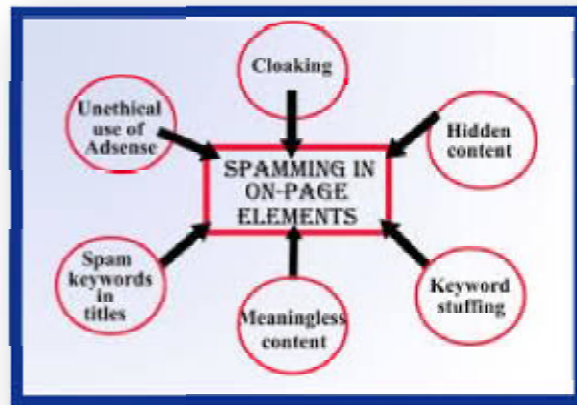 Cloaking
Unethical
use of
Adsense
Hidden
content
SPAMMING IN
ON-PAGE
ELEMENTS
Spam
keywords
in
titles
Meaningless
content
Keyword
stuffing